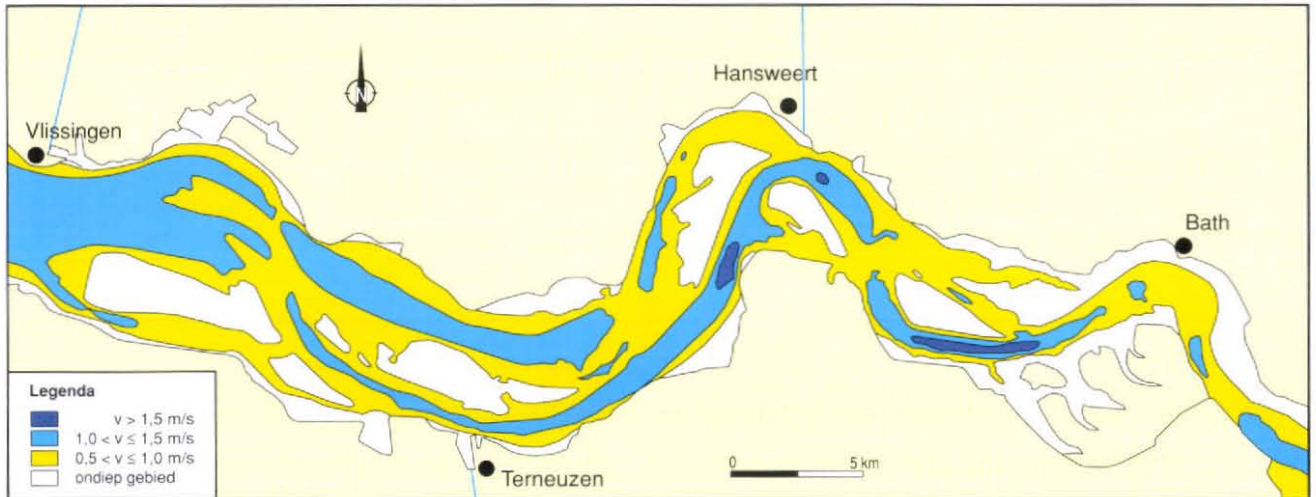 Hansweert
Vlissingen
N
Bath
Legenda
v > 1,5 m/s
1,0 < v ≤ 1,5 m/s
0,5 < v ≤ 1,0 m/s
ondiep gebied
0 5 km
Terneuzen